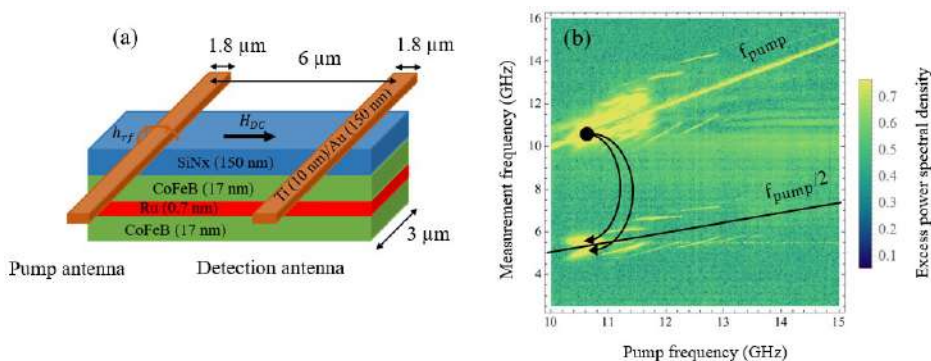 (a)
1.8 µm
6 µm
1.8 µm
h_rf
H_DC
SiNx (150 nm)
CoFeB (17 nm)
Ru (0.7 nm)
CoFeB (17 nm)
Ti (10 nm)/Au (150 nm)
3 µm
Pump antenna
Detection antenna
(b)
Measurement frequency (GHz)
16
14
12
10
8
6
4
f_pump
f_pump/2
10
11
12
13
14
15
Pump frequency (GHz)
0.7
0.6
0.5
0.4
0.3
0.2
0.1
Excess power spectral density